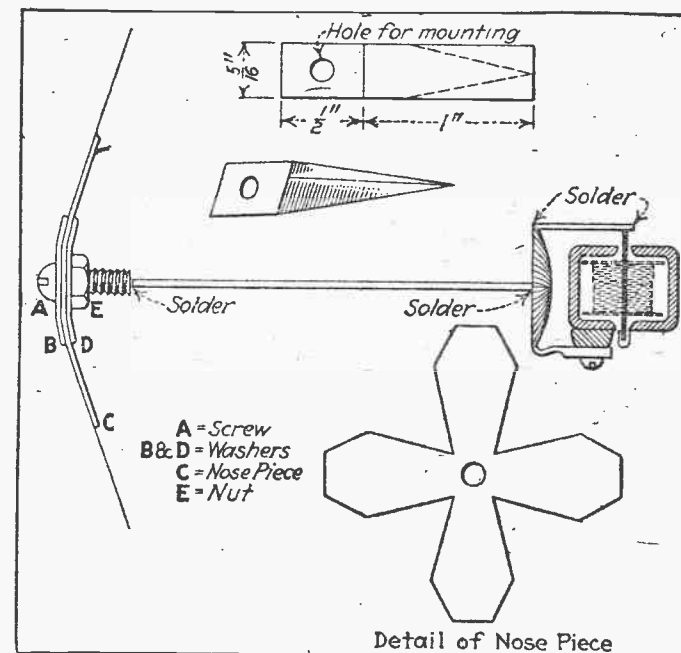 Hole for mounting
5/16"
1/2"
1"
Solder
A
E
Solder
Solder
B
D
C
A = Screw
B & D = Washers
C = Nose Piece
E = Nut
Detail of Nose Piece